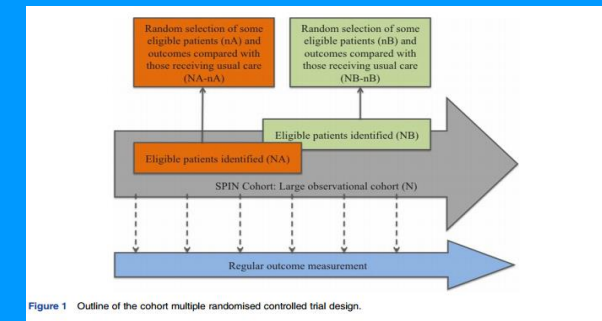 Random selection of some
eligible patients (nA) and
outcomes compared with
those receiving usual care
(NA-nA)
Random selection of some
eligible patients (nB) and
outcomes compared with
those receiving usual care
(NB-nB)
Eligible patients identified (NB)
Eligible patients identified (NA)
SPIN Cohort: Large observational cohort (N)
Regular outcome measurement
Figure 1 Outline of the cohort multiple randomised controlled trial design.